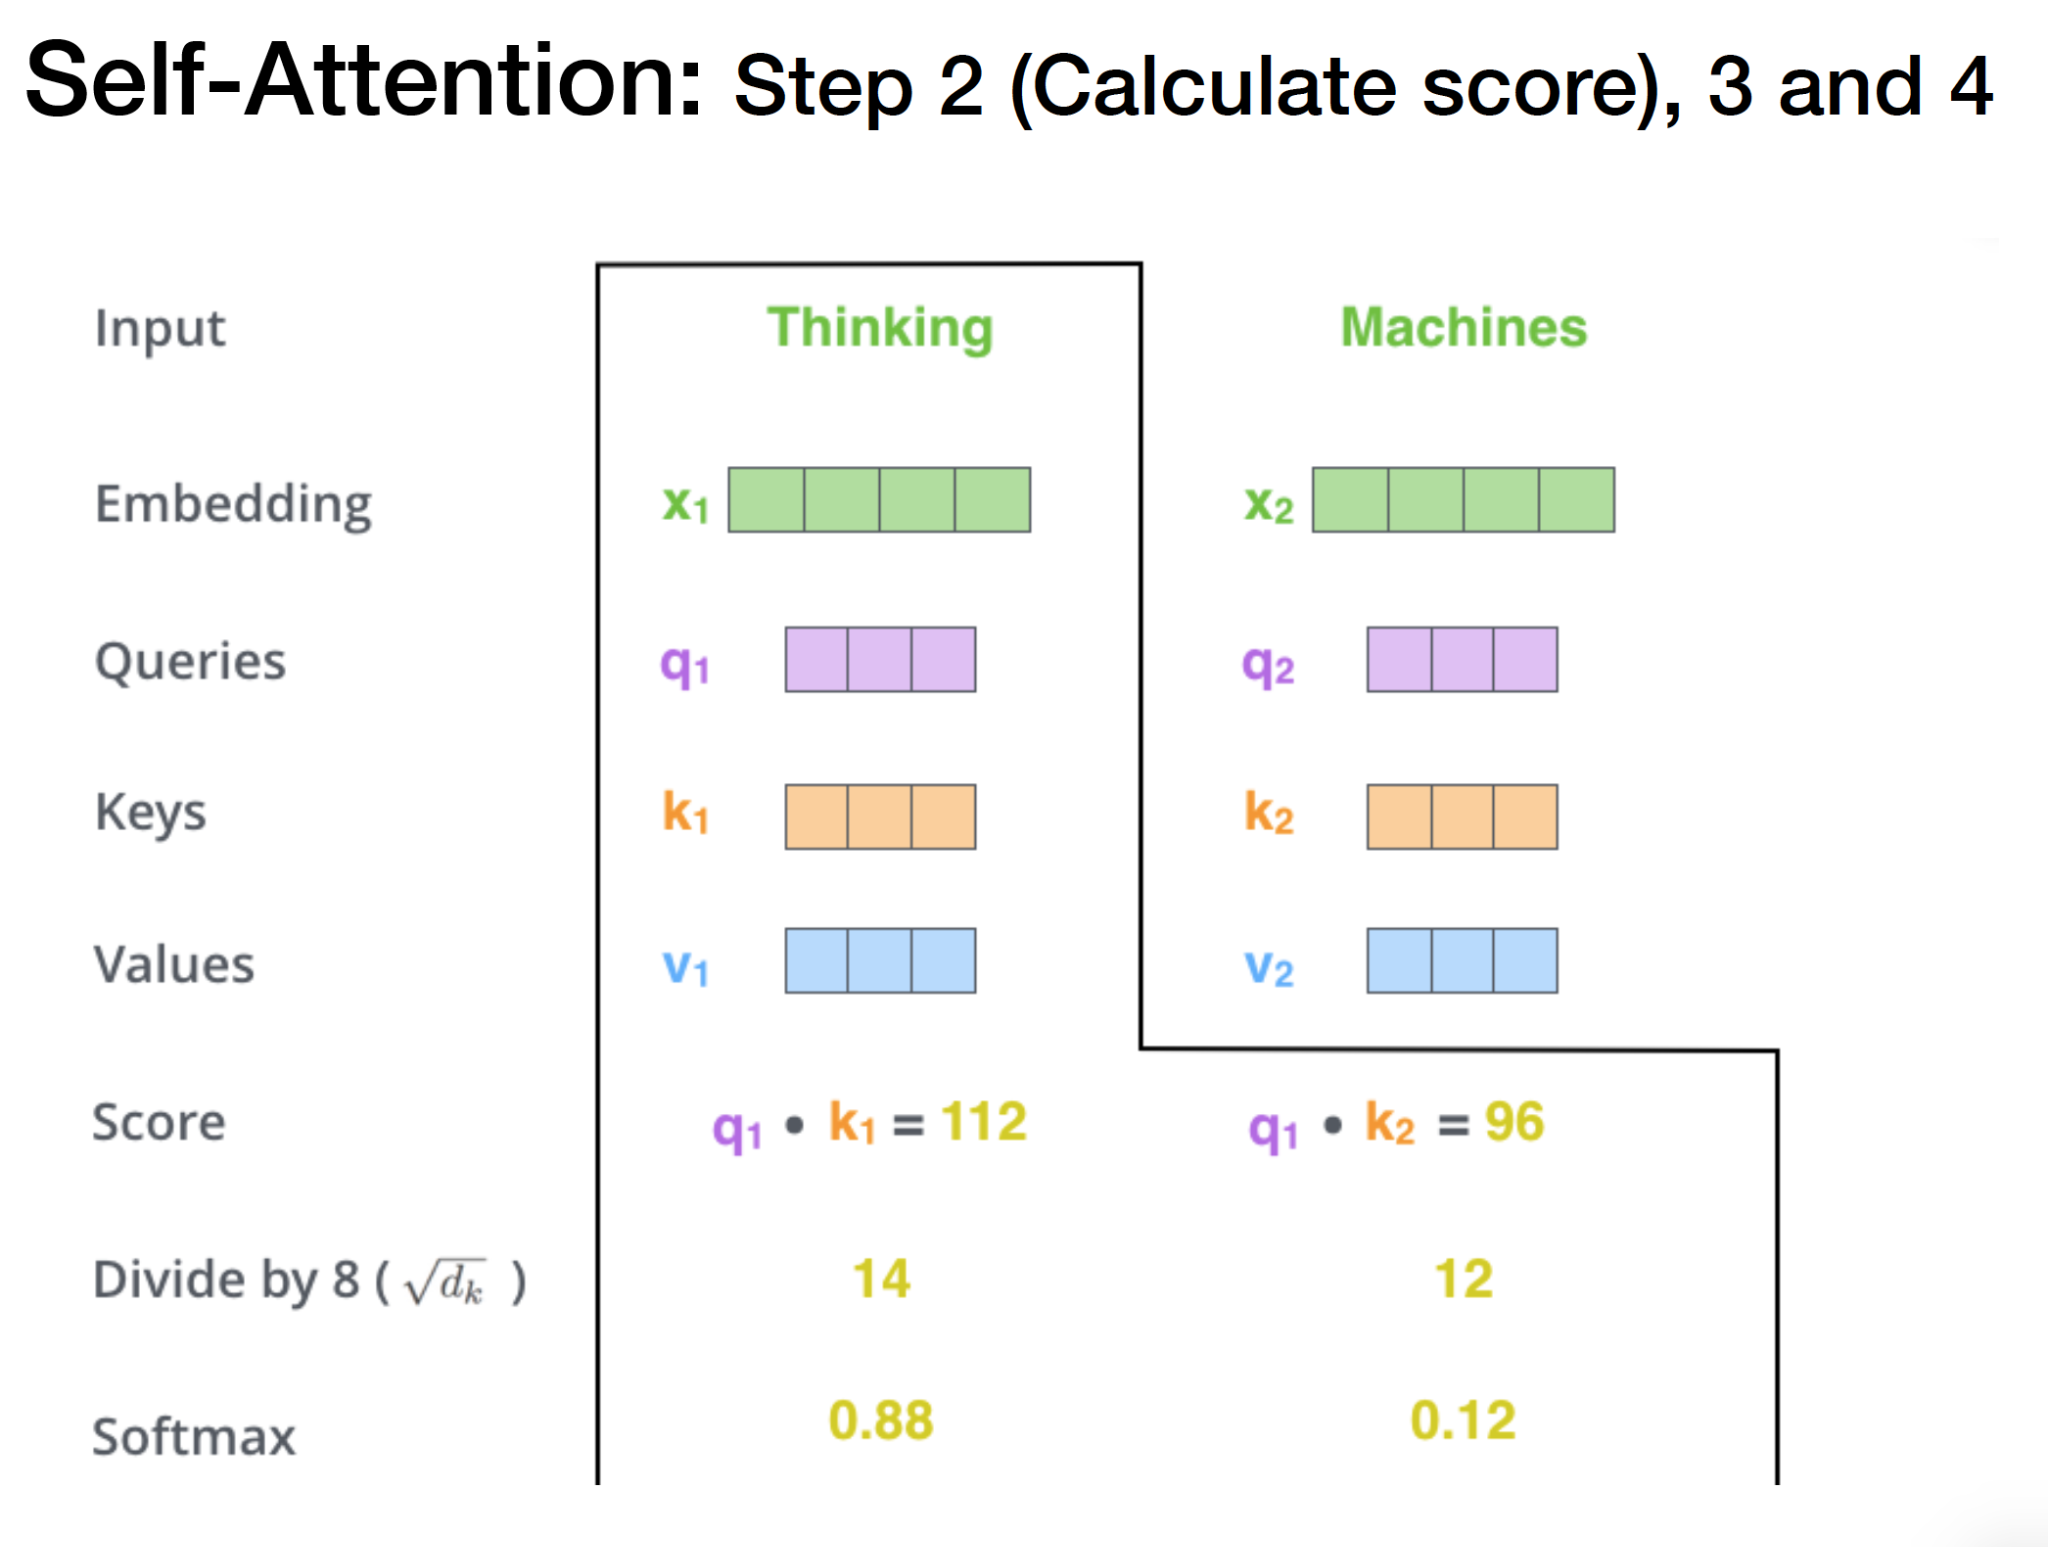 Self-Attention: Step 2 (Calculate score), 3 and 4
Input Thinking Machines
Embedding x₁ x₂
Queries q₁ q₂
Keys k₁ k₂
Values v₁ v₂
Score q₁ • k₁ = 112 q₁ • k₂ = 96
Divide by 8 ( √dₖ ) 14 12
Softmax 0.88 0.12